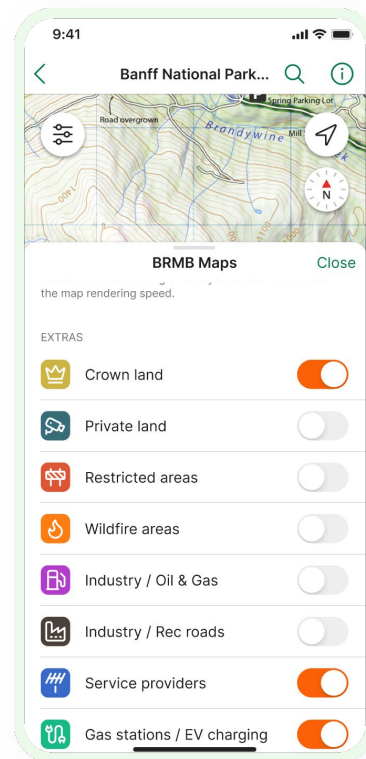 9:41
Banff National Park...
Spring Parking Lot
Road overgrown
Brandywine
Mill
N
1400
1100
BRMB Maps
Close
the map rendering speed.
EXTRAS
Crown land
Private land
Restricted areas
Wildfire areas
Industry / Oil & Gas
Industry / Rec roads
Service providers
Gas stations / EV charging